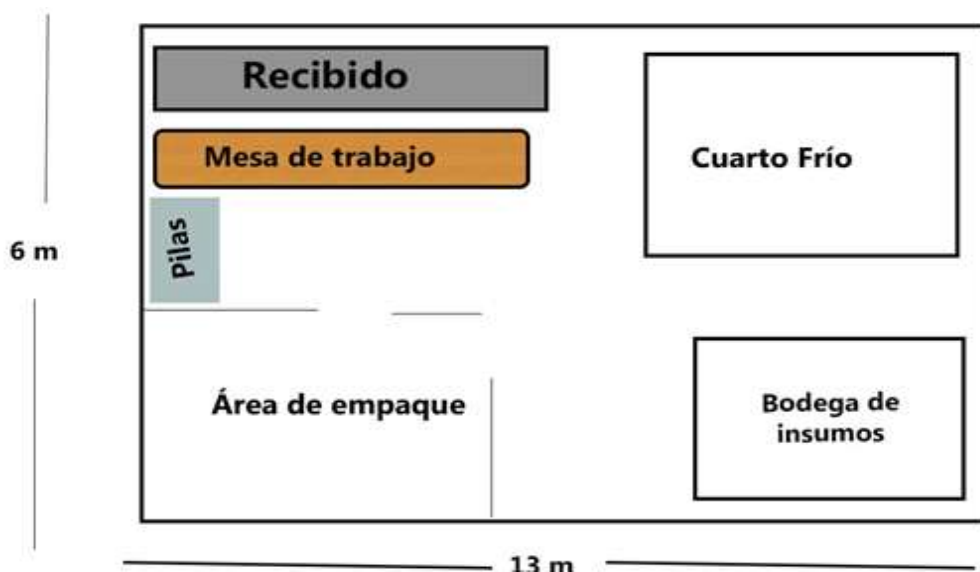 Recibido
Mesa de trabajo
Cuarto Frío
Pilas
6 m
Área de empaque
Bodega de
insumos
13 m